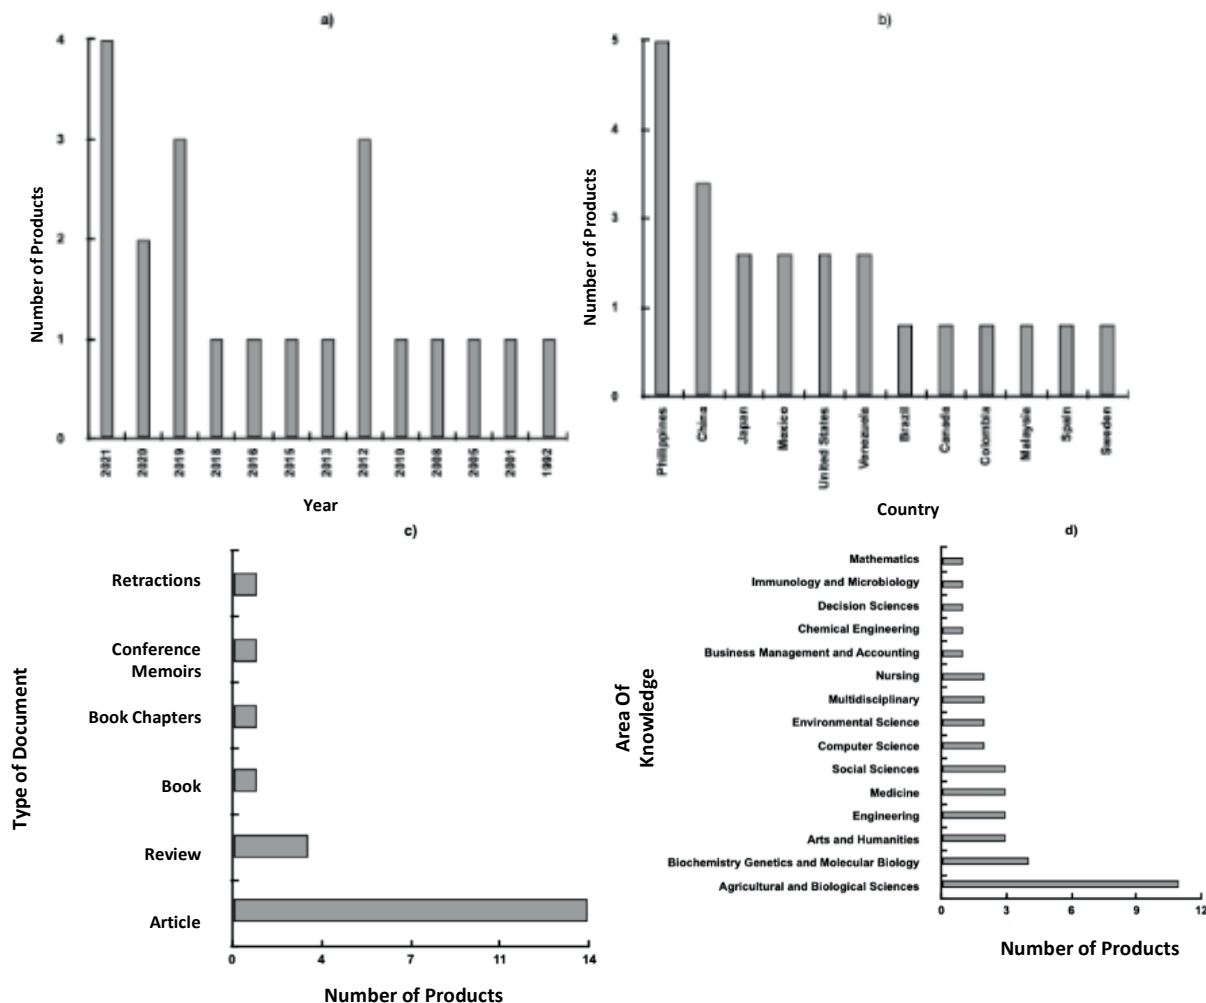 a)
4
3
2
1
0
Number of Products
2021
2020
2019
2018
2016
2015
2013
2012
2010
2008
2005
2001
1992
Year
b)
5
4
3
1
0
Number of Products
Philippines
China
Japan
Mexico
United States
Venezuela
Brazil
Canada
Colombia
Malaysia
Spain
Sweden
Country
c)
Type of Document
Retractions
Conference
Memoirs
Book Chapters
Book
Review
Article
0
4
7
11
14
Number of Products
d)
Area Of
Knowledge
Mathematics
Immunology and Microbiology
Decision Sciences
Chemical Engineering
Business Management and Accounting
Nursing
Multidisciplinary
Environmental Science
Computer Science
Social Sciences
Medicine
Engineering
Arts and Humanities
Biochemistry Genetics and Molecular Biology
Agricultural and Biological Sciences
0
3
6
9
12
Number of Products